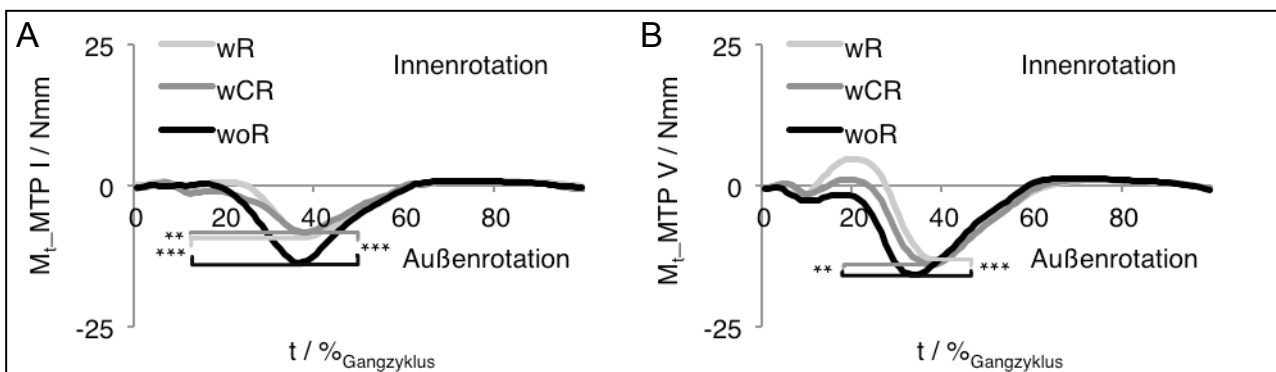 A
25
wR
wCR
woR
Innenrotation
M_t_MTP I / Nmm
0
0 20 40 60 80
**
***
***
Außenrotation
-25
t / %Gangzyklus
B
25
wR
wCR
woR
Innenrotation
M_t_MTP V / Nmm
0
0 20 40 60 80
**
***
Außenrotation
-25
t / %Gangzyklus